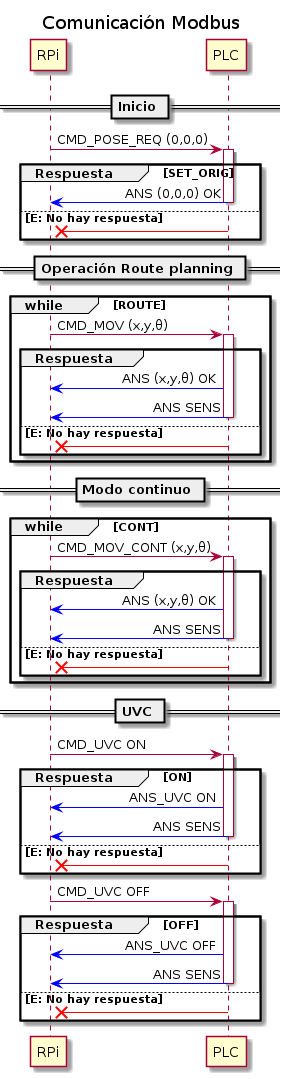 Comunicación Modbus
RPi PLC
Inicio
CMD_POSE_REQ (0,0,0)
Respuesta [SET_ORIG]
ANS (0,0,0) OK
[E: No hay respuesta]
Operación Route planning
while [ROUTE]
CMD_MOV (x,y,θ)
Respuesta
ANS (x,y,θ) OK
ANS SENS
[E: No hay respuesta]
Modo continuo
while [CONT]
CMD_MOV_CONT (x,y,θ)
Respuesta
ANS (x,y,θ) OK
ANS SENS
[E: No hay respuesta]
UVC
CMD_UVC ON
Respuesta [ON]
ANS_UVC ON
ANS SENS
[E: No hay respuesta]
CMD_UVC OFF
Respuesta [OFF]
ANS_UVC OFF
ANS SENS
[E: No hay respuesta]
RPi PLC